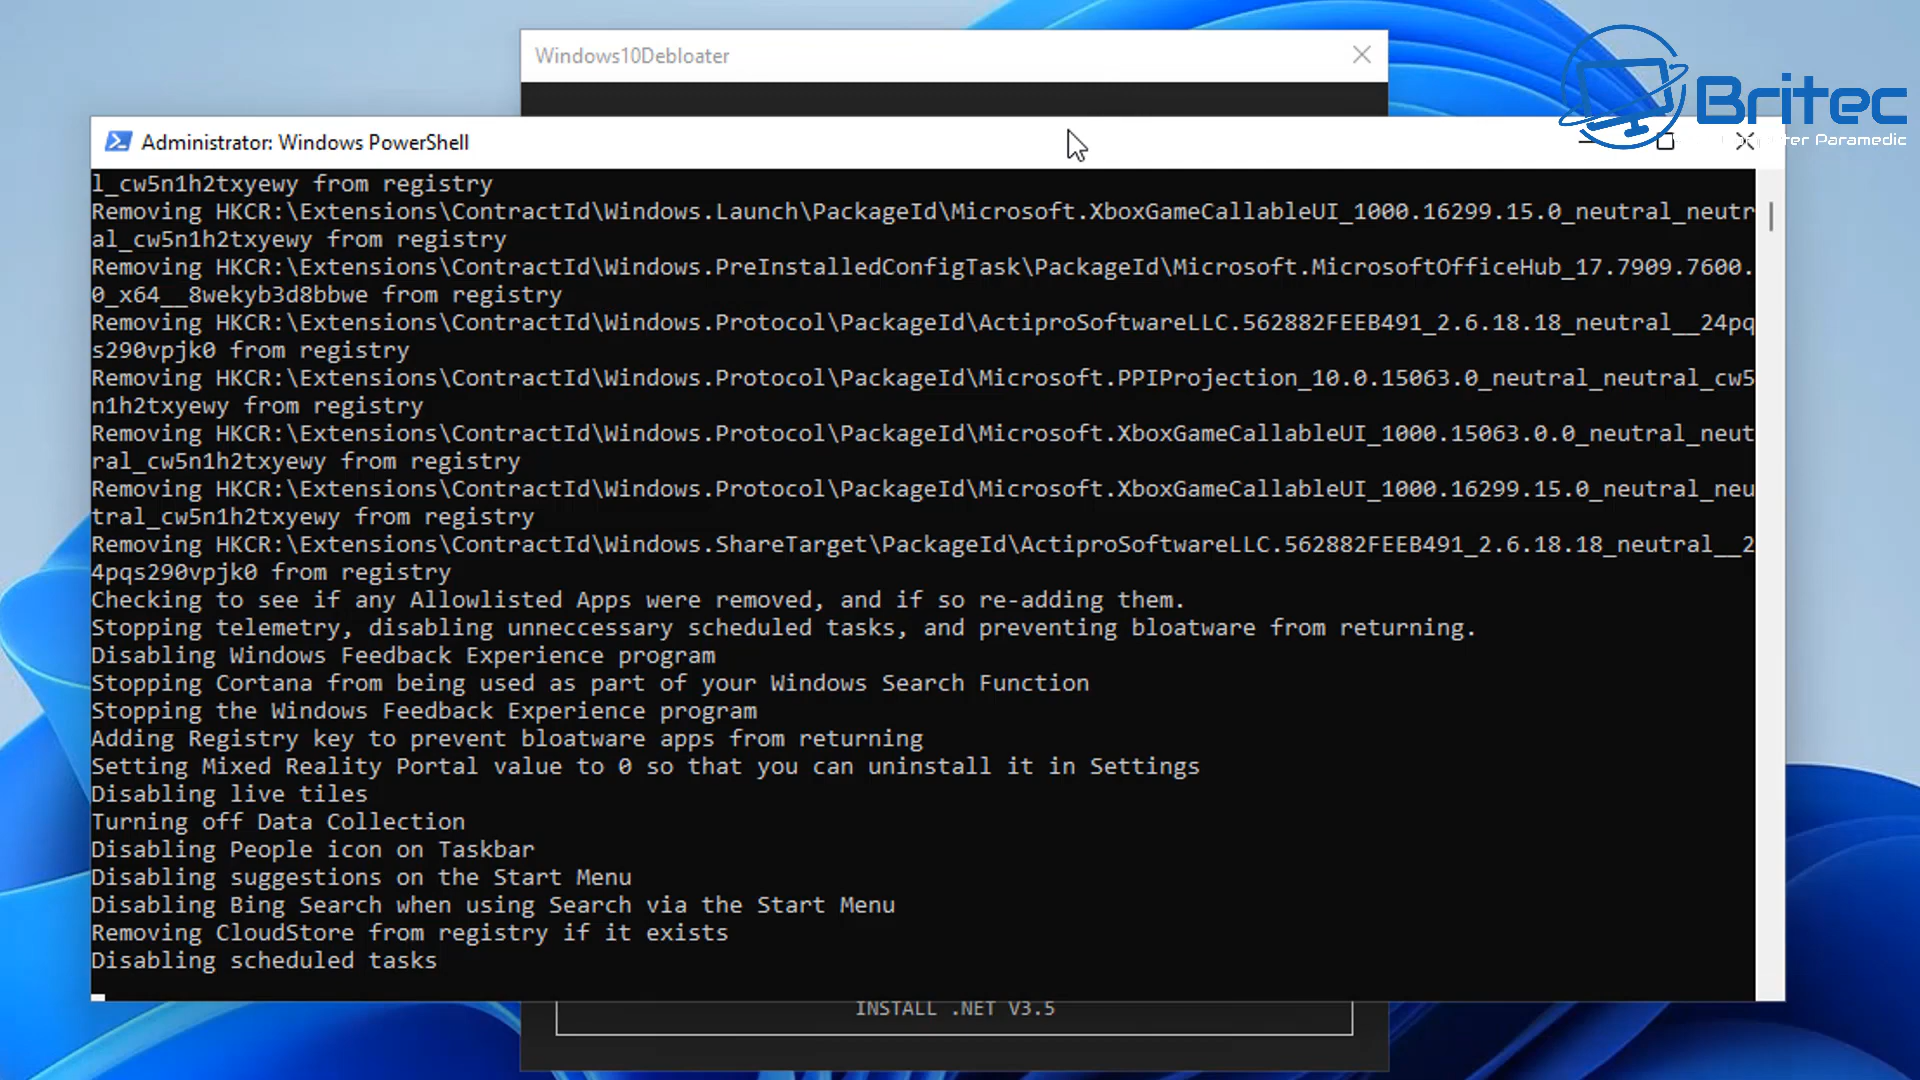 Windows10Debloater
Britec
Computer Paramedic
Administrator: Windows PowerShell
l_cw5n1h2txyewy from registry
Removing HKCR:\Extensions\ContractId\Windows.Launch\PackageId\Microsoft.XboxGameCallableUI_1000.16299.15.0_neutral_neutr
al_cw5n1h2txyewy from registry
Removing HKCR:\Extensions\ContractId\Windows.PreInstalledConfigTask\PackageId\Microsoft.MicrosoftOfficeHub_17.7909.7600.
0_x64__8wekyb3d8bbwe from registry
Removing HKCR:\Extensions\ContractId\Windows.Protocol\PackageId\ActiproSoftwareLLC.562882FEEB491_2.6.18.18_neutral__24pq
s290vpjk0 from registry
Removing HKCR:\Extensions\ContractId\Windows.Protocol\PackageId\Microsoft.PPIProjection_10.0.15063.0_neutral_neutral_cw5
n1h2txyewy from registry
Removing HKCR:\Extensions\ContractId\Windows.Protocol\PackageId\Microsoft.XboxGameCallableUI_1000.15063.0.0_neutral_neut
ral_cw5n1h2txyewy from registry
Removing HKCR:\Extensions\ContractId\Windows.Protocol\PackageId\Microsoft.XboxGameCallableUI_1000.16299.15.0_neutral_neu
tral_cw5n1h2txyewy from registry
Removing HKCR:\Extensions\ContractId\Windows.ShareTarget\PackageId\ActiproSoftwareLLC.562882FEEB491_2.6.18.18_neutral__2
4pqs290vpjk0 from registry
Checking to see if any Allowlisted Apps were removed, and if so re-adding them.
Stopping telemetry, disabling unneccessary scheduled tasks, and preventing bloatware from returning.
Disabling Windows Feedback Experience program
Stopping Cortana from being used as part of your Windows Search Function
Stopping the Windows Feedback Experience program
Adding Registry key to prevent bloatware apps from returning
Setting Mixed Reality Portal value to 0 so that you can uninstall it in Settings
Disabling live tiles
Turning off Data Collection
Disabling People icon on Taskbar
Disabling suggestions on the Start Menu
Disabling Bing Search when using Search via the Start Menu
Removing CloudStore from registry if it exists
Disabling scheduled tasks
INSTALL .NET V3.5